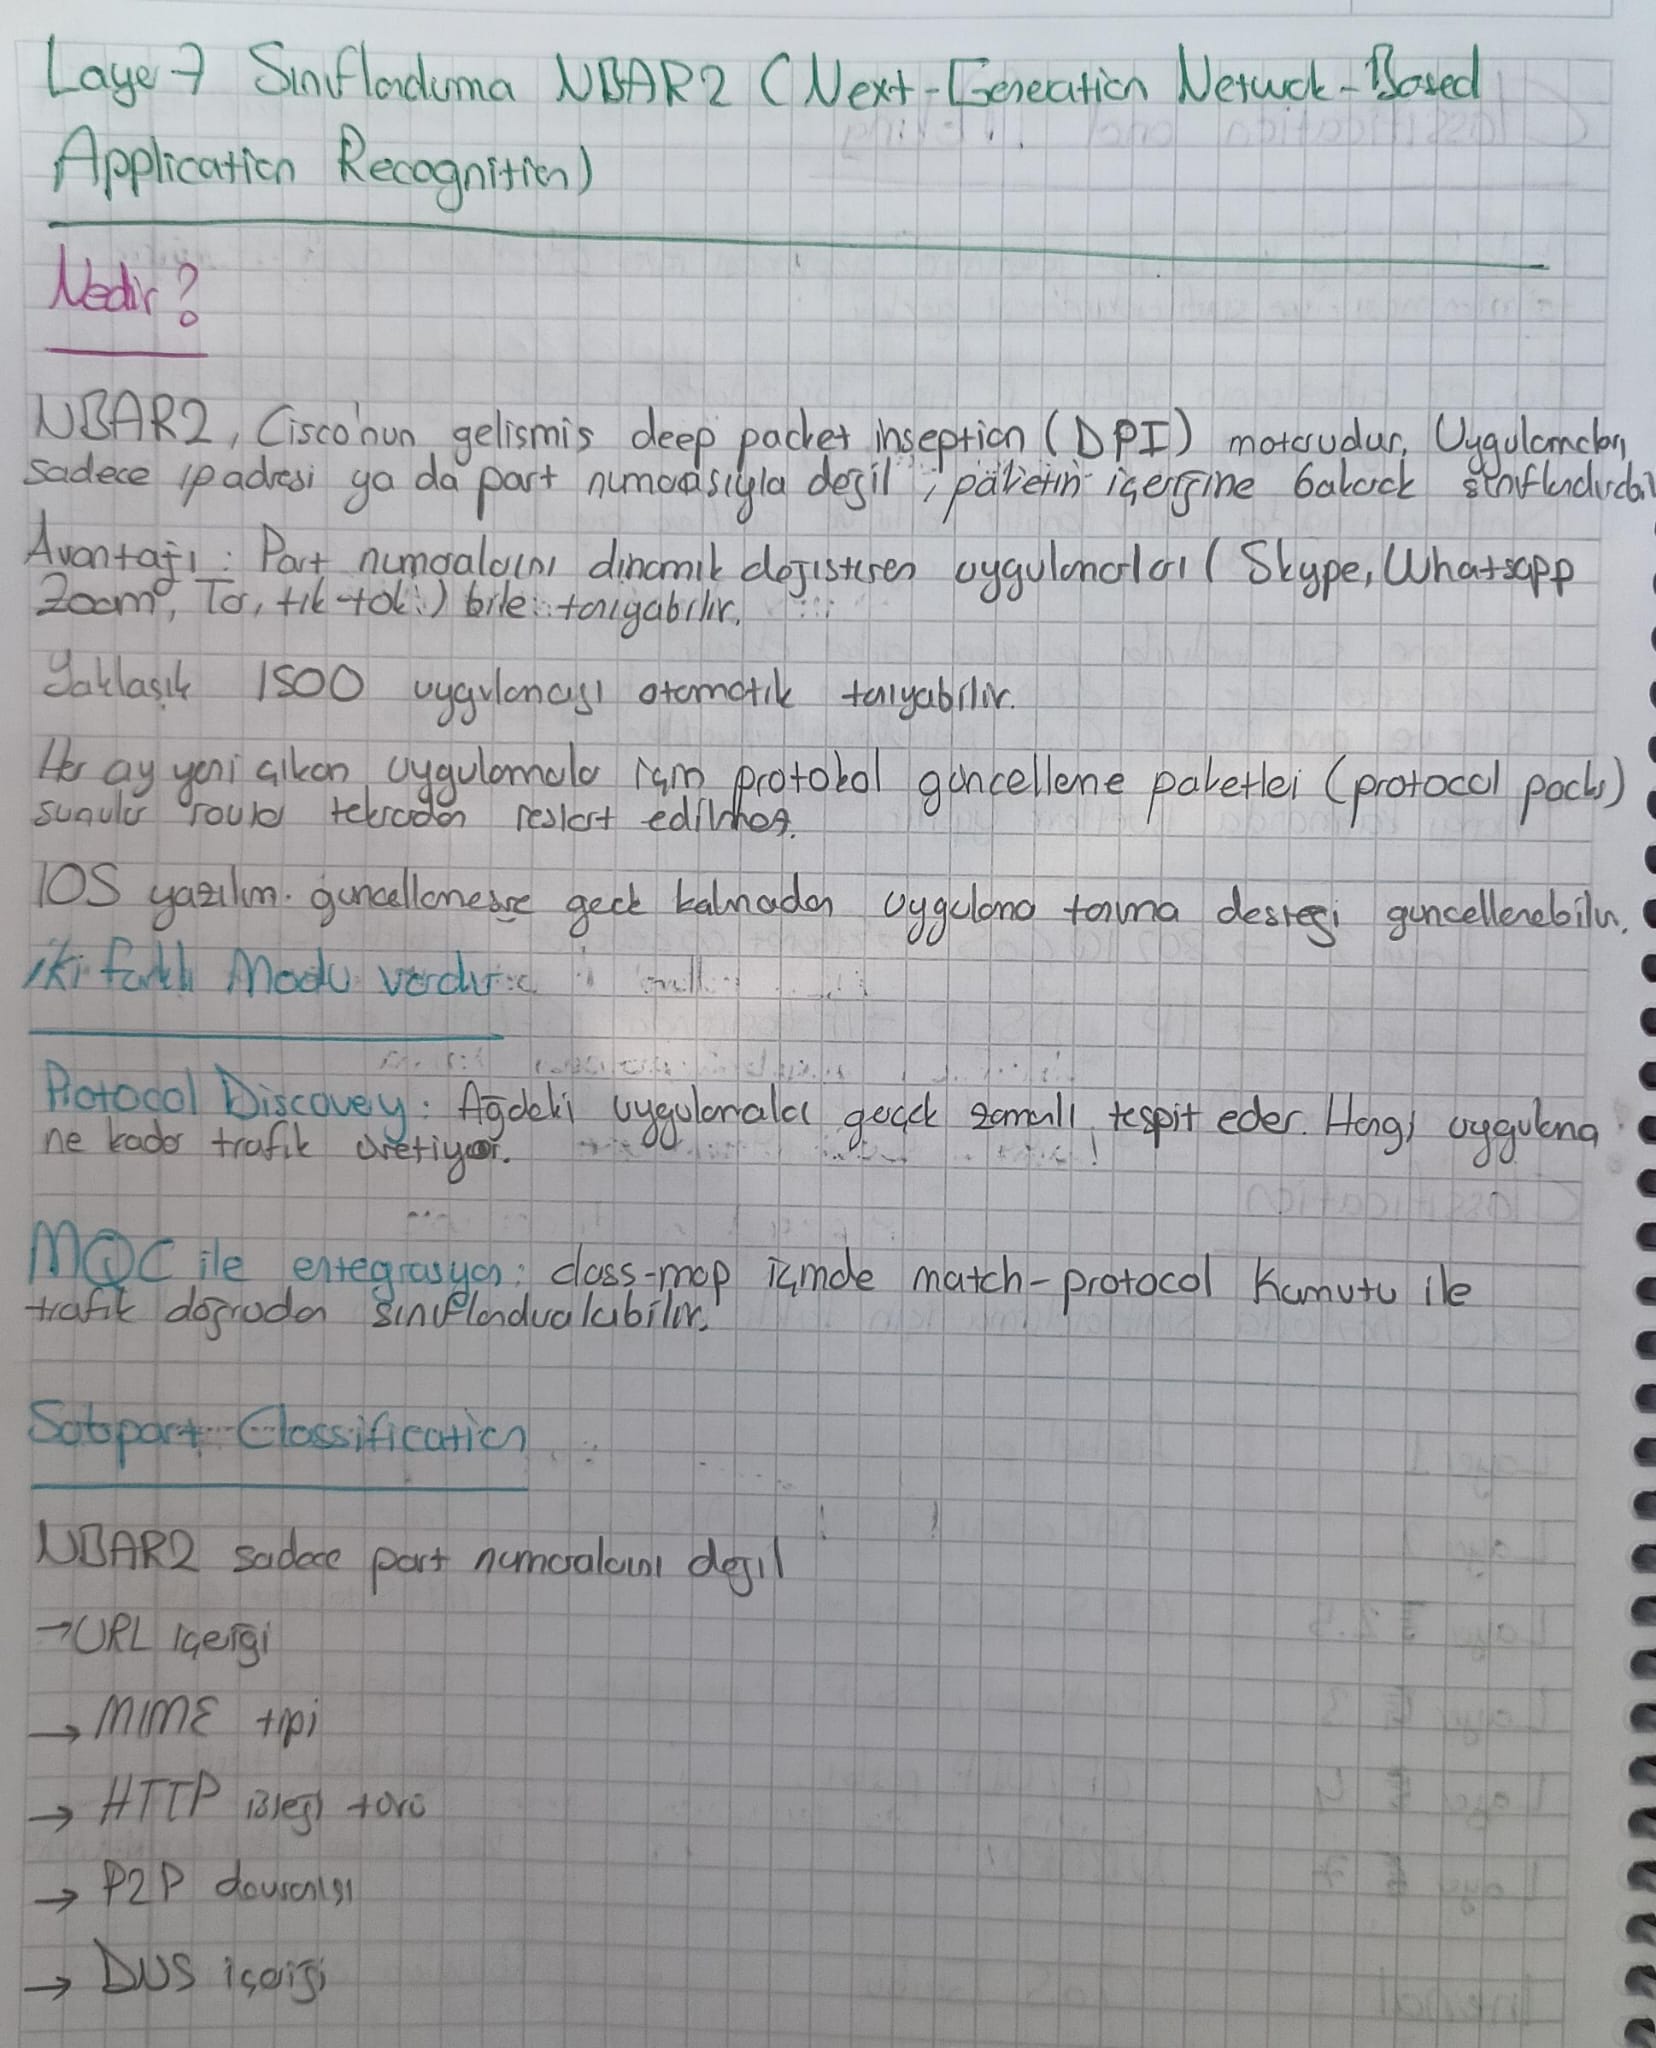 Layer 7 Sınıflandırma NBAR2 (Next-Generation Network-Based
Application Recognition)
Nedir?
NBAR2, Cisco'nun gelismis deep packet inseption (DPI) motorudur. Uygulamaları
sadece ip adresi ya da port numarasıyla değil, paketin içeriğine bakarak sınıflandırabilir
Avantajı: Port numaralarını dinamik değistiren uygulamaları (Skype, Whatsapp
Zoom, Tor, tik-tok) bile tanıyabilir.
Yaklaşık 1500 uygulamayı otomatik tanıyabilir.
Her ay yeni çıkan uygulamalar için protokol güncelleme paketleri (protocol packs)
sunulur router tekrardan restart edilmez.
IOS yazılım güncellemesine gerek kalmadan uygulama tanıma desteği güncellenebilir.
iki farklı Modu vardır
Protocol Discovery: Ağdeki uygulamaları gerçek zamanlı tespit eder. Hangi uygulama
ne kadar trafik üretiyor.
MQC ile entegrasyon: class-map içinde match-protocol Komutu ile
trafik doğrudan sınıflandırılabilir.
Subport Classification
NBAR2 sadece port numaralarını değil
→URL içeriği
→ MIME tipi
→ HTTP isteği türü
→ P2P davranışı
→ DNS içeriği